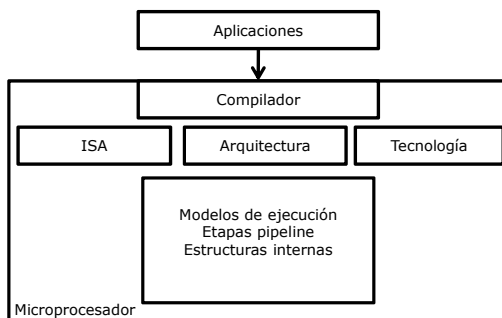 Aplicaciones
Compilador
ISA
Arquitectura
Tecnología
Modelos de ejecución
Etapas pipeline
Estructuras internas
Microprocesador